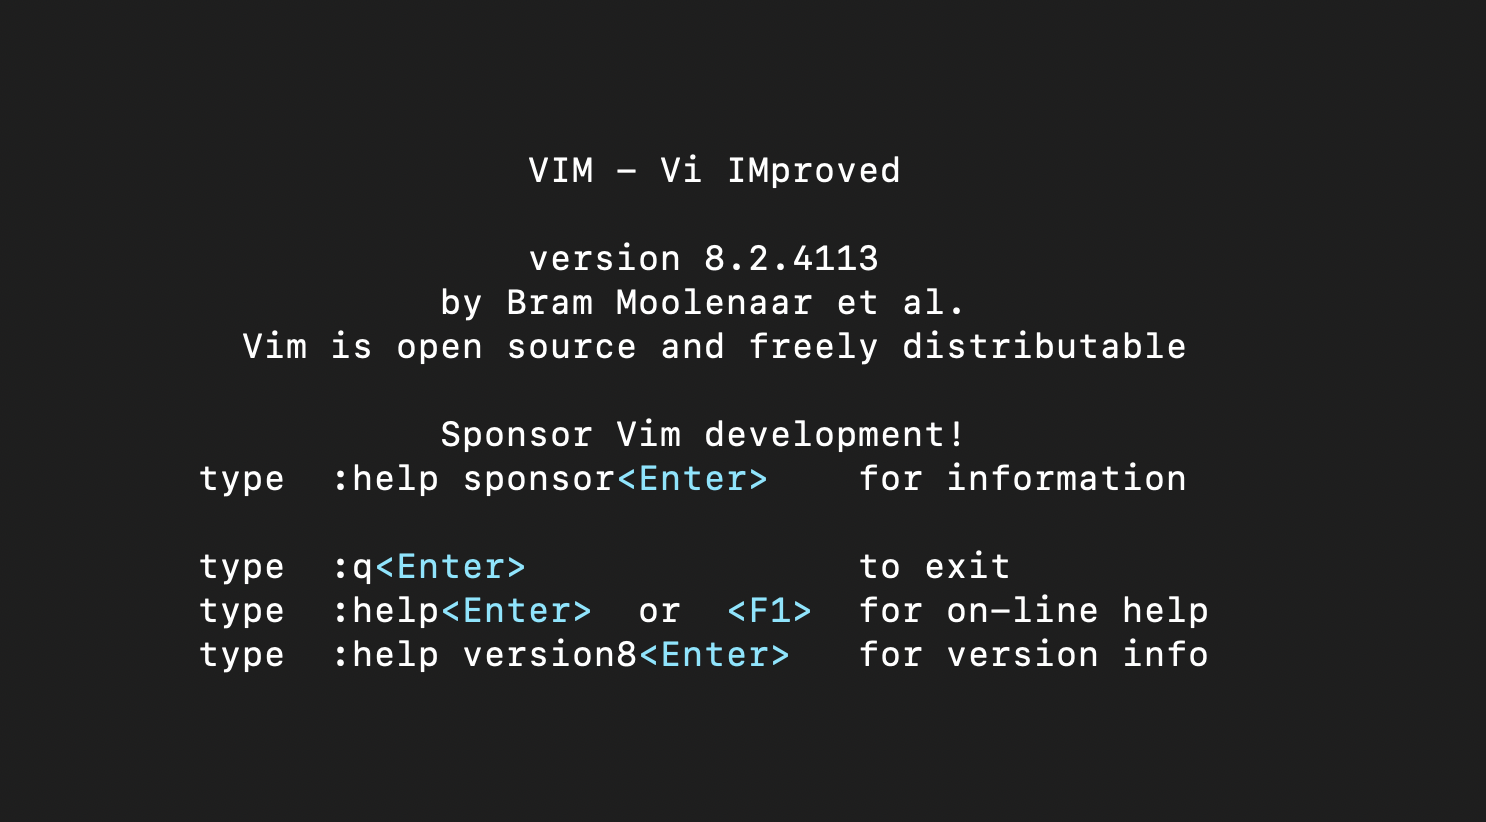 VIM - Vi IMproved
version 8.2.4113
by Bram Moolenaar et al.
Vim is open source and freely distributable
Sponsor Vim development!
type  :help sponsor<Enter>    for information
type  :q<Enter>               to exit
type  :help<Enter>  or  <F1>  for on-line help
type  :help version8<Enter>   for version info